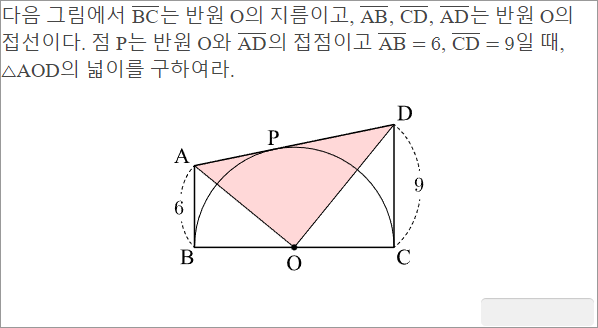 다음 그림에서 BC는 반원 O의 지름이고, AB, CD, AD는 반원 O의
접선이다. 점 P는 반원 O와 AD의 접점이고 AB = 6, CD = 9일 때,
△AOD의 넓이를 구하여라.
D
P
A
9
6
B
O
C